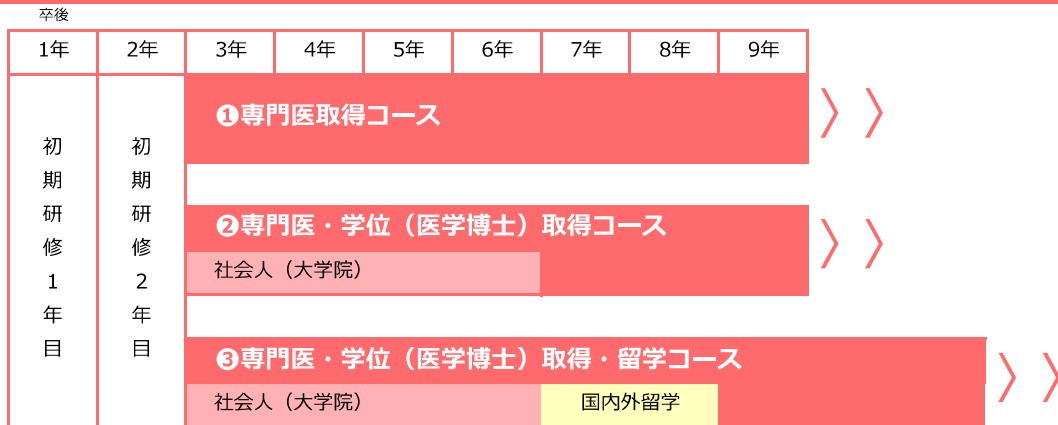 卒後
1年 2年 3年 4年 5年 6年 7年 8年 9年
初期研修1年目
初期研修2年目
❶専門医取得コース
❷専門医・学位（医学博士）取得コース
社会人（大学院）
❸専門医・学位（医学博士）取得・留学コース
社会人（大学院） 国内外留学